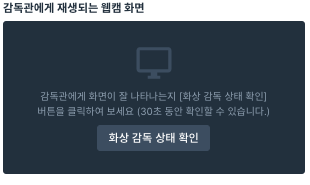 감독관에게 재생되는 웹캠 화면
감독관에게 화면이 잘 나타나는지 [화상 감독 상태 확인]
버튼을 클릭하여 보세요 (30초 동안 확인할 수 있습니다.)
화상 감독 상태 확인